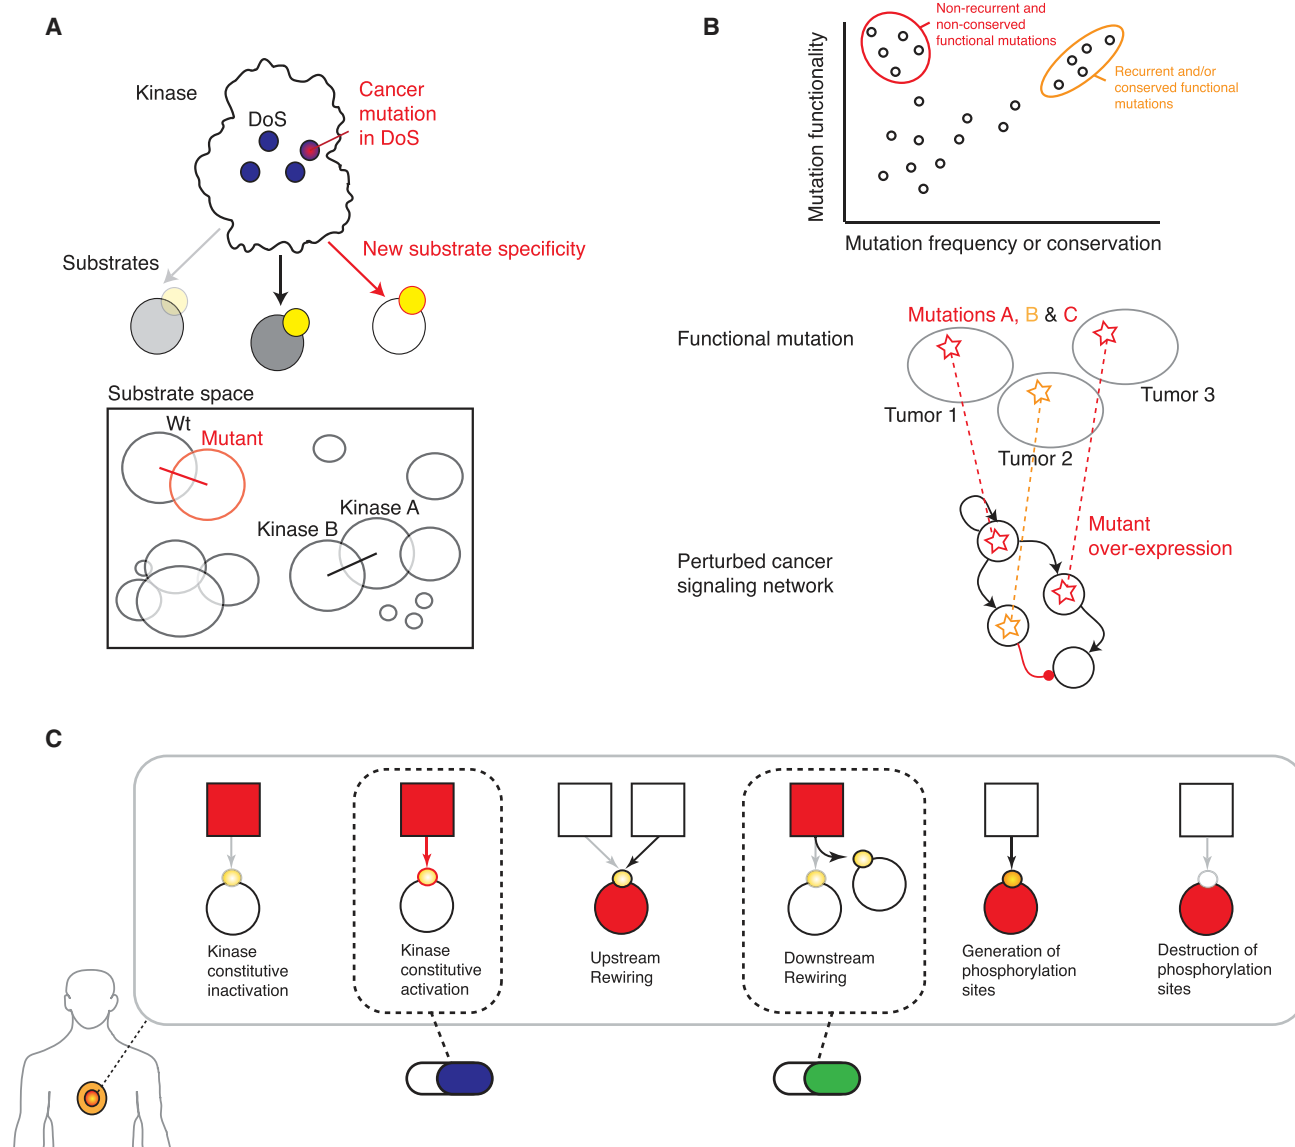 A
Kinase
DoS
Cancer
mutation
in DoS
Substrates
New substrate specificity
Substrate space
Wt
Mutant
Kinase A
Kinase B
B
Non-recurrent and
non-conserved
functional mutations
Recurrent and/or
conserved functional
mutations
Mutation functionality
Mutation frequency or conservation
Functional mutation
Mutations A, B & C
Tumor 1
Tumor 2
Tumor 3
Perturbed cancer
signaling network
Mutant
over-expression
C
Kinase
constitutive
inactivation
Kinase
constitutive
activation
Upstream
Rewiring
Downstream
Rewiring
Generation of
phosphorylation
sites
Destruction of
phosphorylation
sites